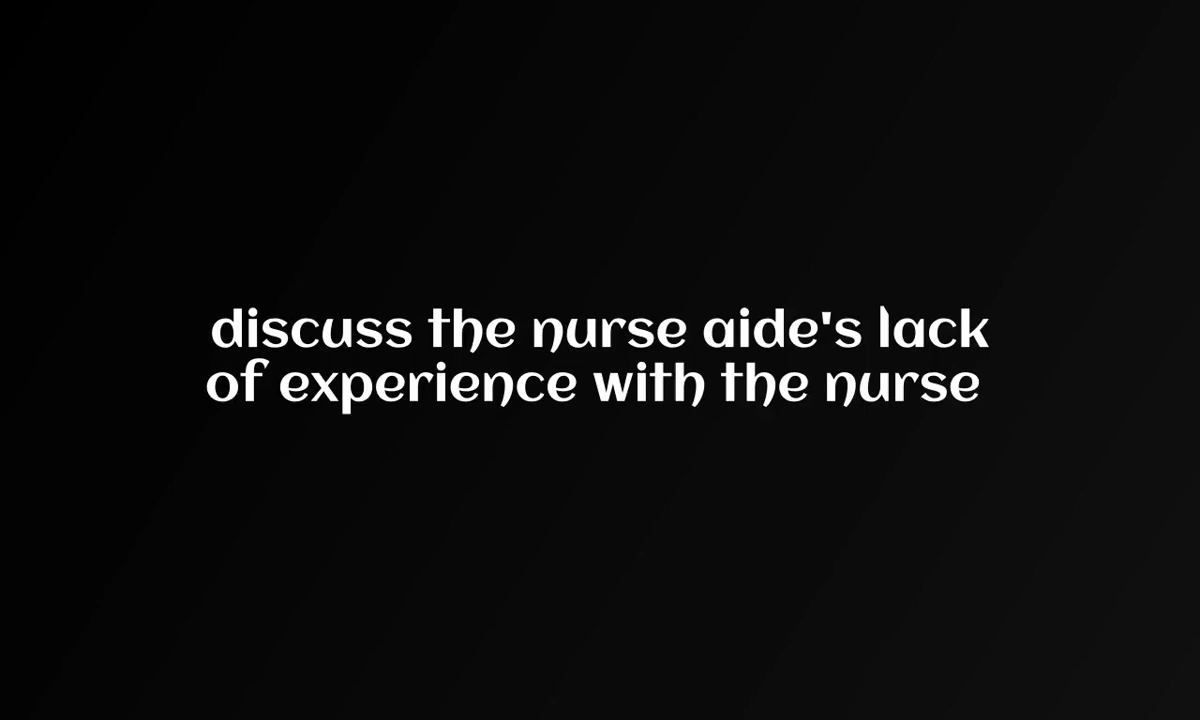 discuss the nurse aide's lack
of experience with the nurse